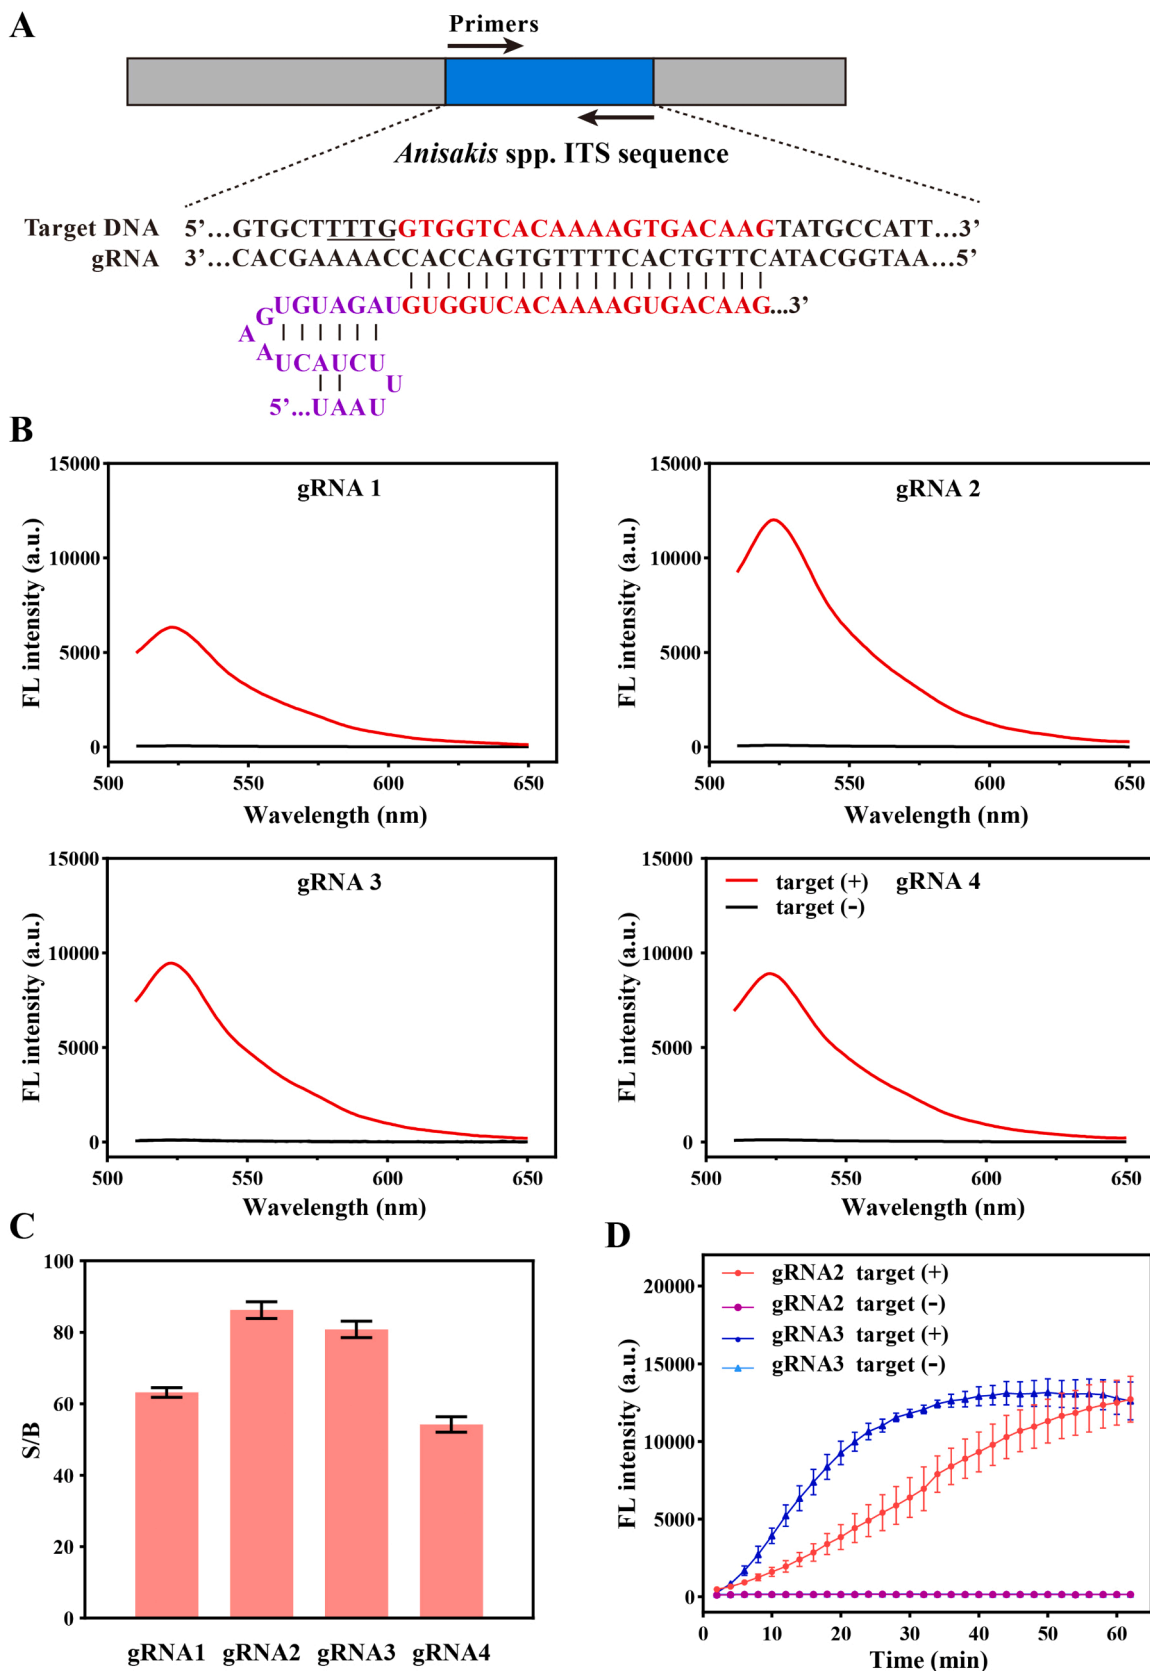 A
Primers
Anisakis spp. ITS sequence
Target DNA 5’...GTGCTTTTGGTGGTCACAAAAGTGACAAGTATGCCATT...3’
gRNA 3’...CACGAAAACCACCAGTGTTTTCACTGTTCATACGGTAA...5’
UGUAGAUGUGGUCACAAAAGUGACAAG...3’
G
A
A
UCAUCU
U
5’...UAAU
B
15000
10000
5000
0
FL intensity (a.u.)
gRNA 1
500 550 600 650
Wavelength (nm)
15000
10000
5000
0
FL intensity (a.u.)
gRNA 2
500 550 600 650
Wavelength (nm)
15000
10000
5000
0
FL intensity (a.u.)
gRNA 3
500 550 600 650
Wavelength (nm)
15000
10000
5000
0
FL intensity (a.u.)
target (+) gRNA 4
target (-)
500 550 600 650
Wavelength (nm)
C
100
80
60
40
20
0
S/B
gRNA1 gRNA2 gRNA3 gRNA4
D
20000
15000
10000
5000
0
FL intensity (a.u.)
gRNA2 target (+)
gRNA2 target (-)
gRNA3 target (+)
gRNA3 target (-)
0 10 20 30 40 50 60
Time (min)